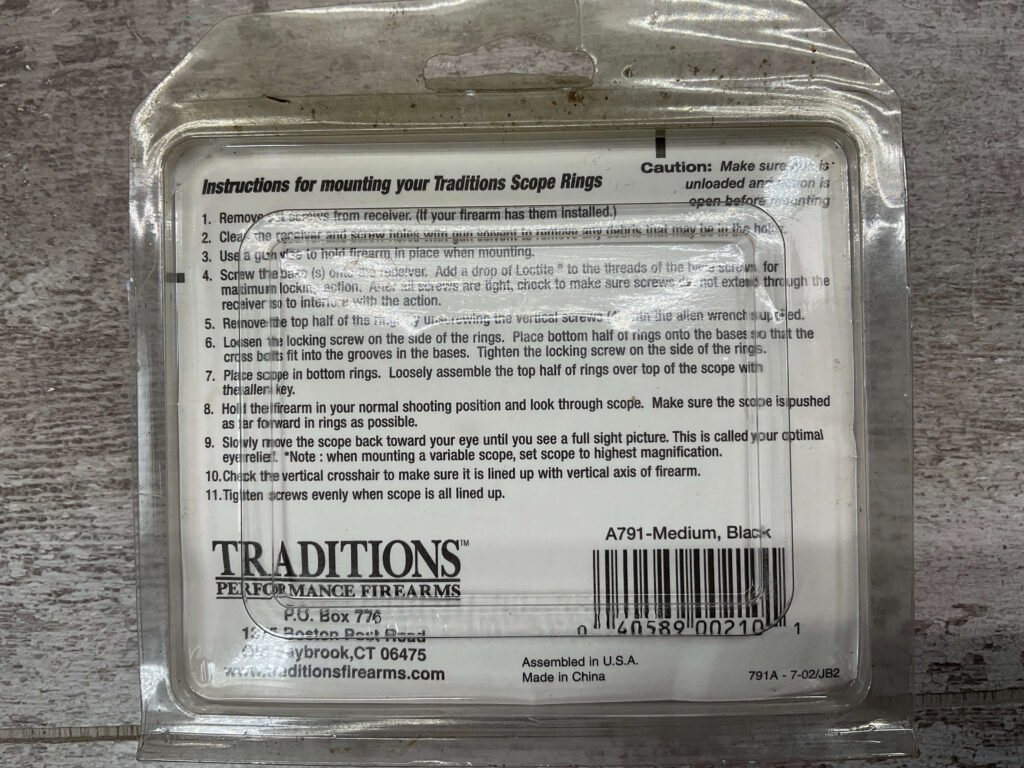 Instructions for mounting your Traditions Scope Rings
Caution: Make sure is
unloaded and action is
open before mounting
1. Remove screws from receiver. (If your firearm has them installed.)
2. Clean the receiver and screw holes with gun solvent to remove any debris that may be in the holes.
3. Use a gun vise to hold firearm in place when mounting.
4. Screw the base (s) onto the receiver. Add a drop of Loctite® to the threads of the base screws for
maximum locking action. After all screws are tight, check to make sure screws do not extend through the
receiver so to interfere with the action.
5. Remove the top half of the rings by unscrewing the vertical screws with the allen wrench supplied.
6. Loosen the locking screw on the side of the rings. Place bottom half of rings onto the bases so that the
cross bolts fit into the grooves in the bases. Tighten the locking screw on the side of the rings.
7. Place scope in bottom rings. Loosely assemble the top half of rings over top of the scope with
the allen key.
8. Hold the firearm in your normal shooting position and look through scope. Make sure the scope is pushed
as far forward in rings as possible.
9. Slowly move the scope back toward your eye until you see a full sight picture. This is called your optimal
eye relief. *Note : when mounting a variable scope, set scope to highest magnification.
10. Check the vertical crosshair to make sure it is lined up with vertical axis of firearm.
11. Tighten screws evenly when scope is all lined up.
TRADITIONS™
PERFORMANCE FIREARMS
P.O. Box 776
Boston Post Road
Old Saybrook, CT 06475
www.traditionsfirearms.com
A791-Medium, Black
0 40589 00210 1
Assembled in U.S.A.
Made in China
791A - 7-02/JB2